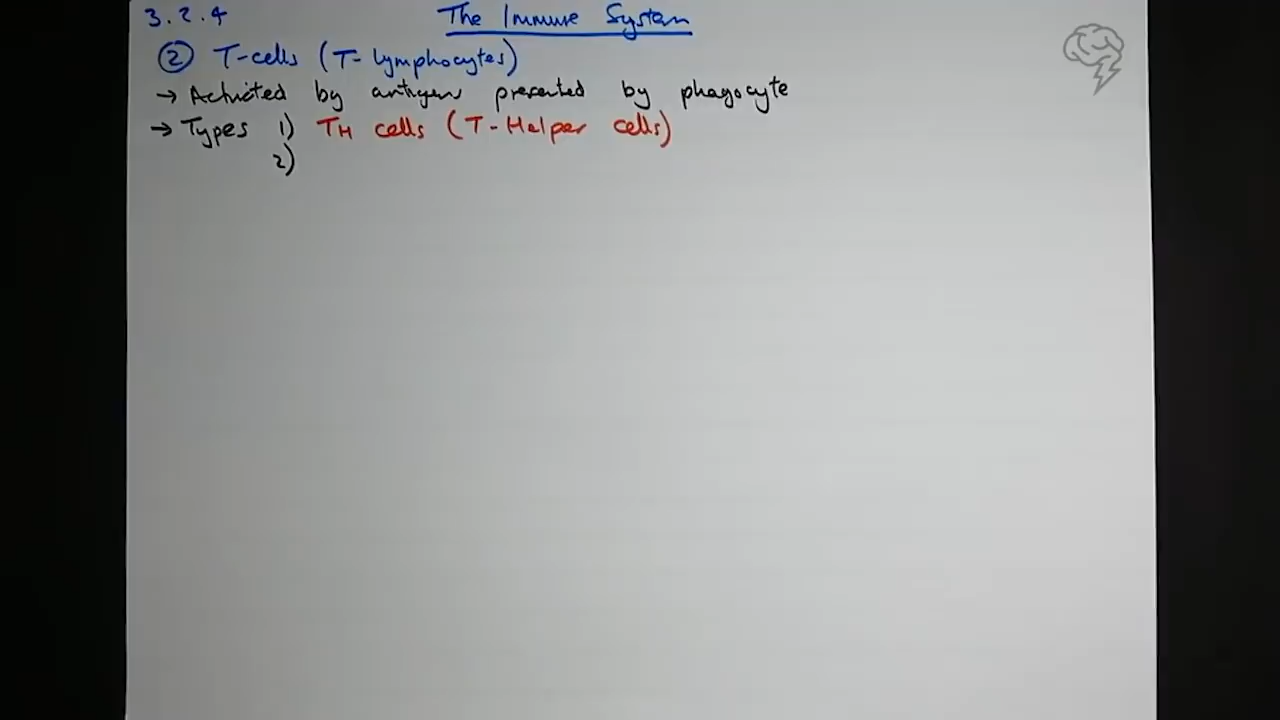 3.2.4 The Immune System
② T-cells (T-lymphocytes)
→ Activated by antigens presented by phagocyte
→ Types 1) TH cells (T-Helper cells)
2)